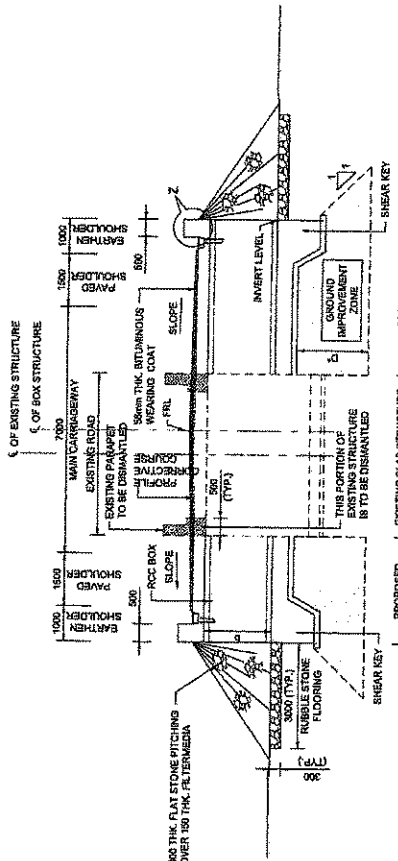 ℄ OF EXISTING STRUCTURE
℄ OF BOX STRUCTURE
1000
1500
7000
1500
1000
EARTHEN
SHOULDER
PAVED
SHOULDER
MAIN CARRIAGEWAY
EXISTING ROAD
PAVED
SHOULDER
EARTHEN
SHOULDER
500
500
EXISTING PARAPET
TO BE DISMANTLED
56mm THK. BITUMINOUS
WEARING COAT
Z
SLOPE
RCC BOX
PROFILE
CORRECTIVE
COURSE
FRL
SLOPE
THK. FLAT STONE PITCHING
OVER 150 THK. FILTERMEDIA
500
(TYP.)
INVERT LEVEL
3000 (TYP.)
RUBBLE STONE
FLOORING
300
(TYP.)
THIS PORTION OF
EXISTING STRUCTURE
IS TO BE DISMANTLED
GROUND
IMPROVEMENT
ZONE
1
1
SHEAR KEY
SHEAR KEY
PROPOSED